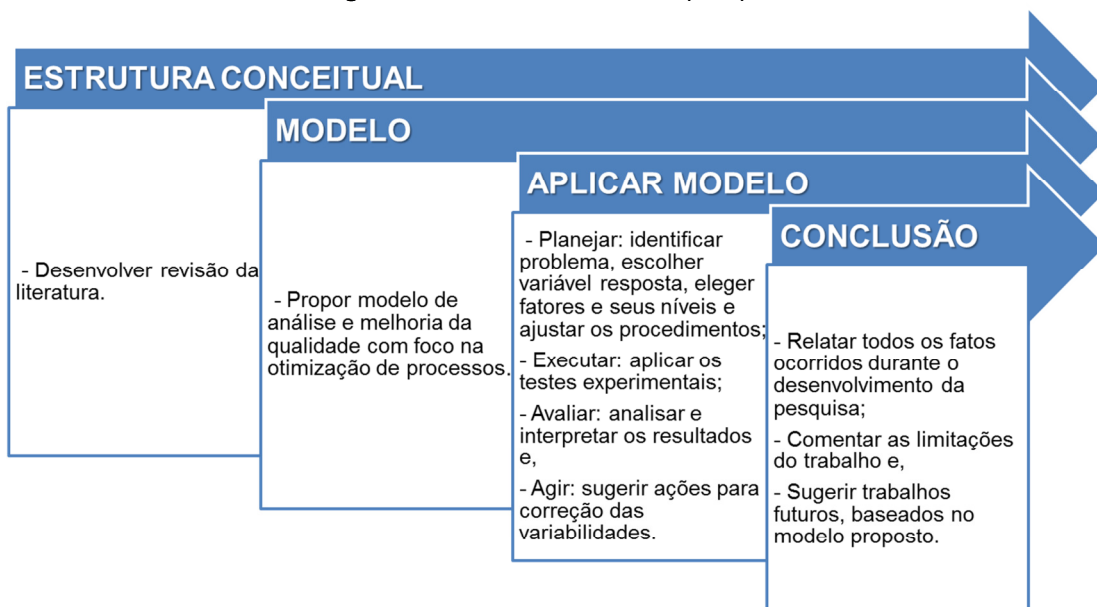 ESTRUTURA CONCEITUAL
- Desenvolver revisão da
literatura.
MODELO
- Propor modelo de
análise e melhoria da
qualidade com foco na
otimização de processos.
APLICAR MODELO
- Planejar: identificar
problema, escolher
variável resposta, eleger
fatores e seus níveis e
ajustar os procedimentos;
- Executar: aplicar os
testes experimentais;
- Avaliar: analisar e
interpretar os resultados
e,
- Agir: sugerir ações para
correção das
variabilidades.
CONCLUSÃO
- Relatar todos os fatos
ocorridos durante o
desenvolvimento da
pesquisa;
- Comentar as limitações
do trabalho e,
- Sugerir trabalhos
futuros, baseados no
modelo proposto.